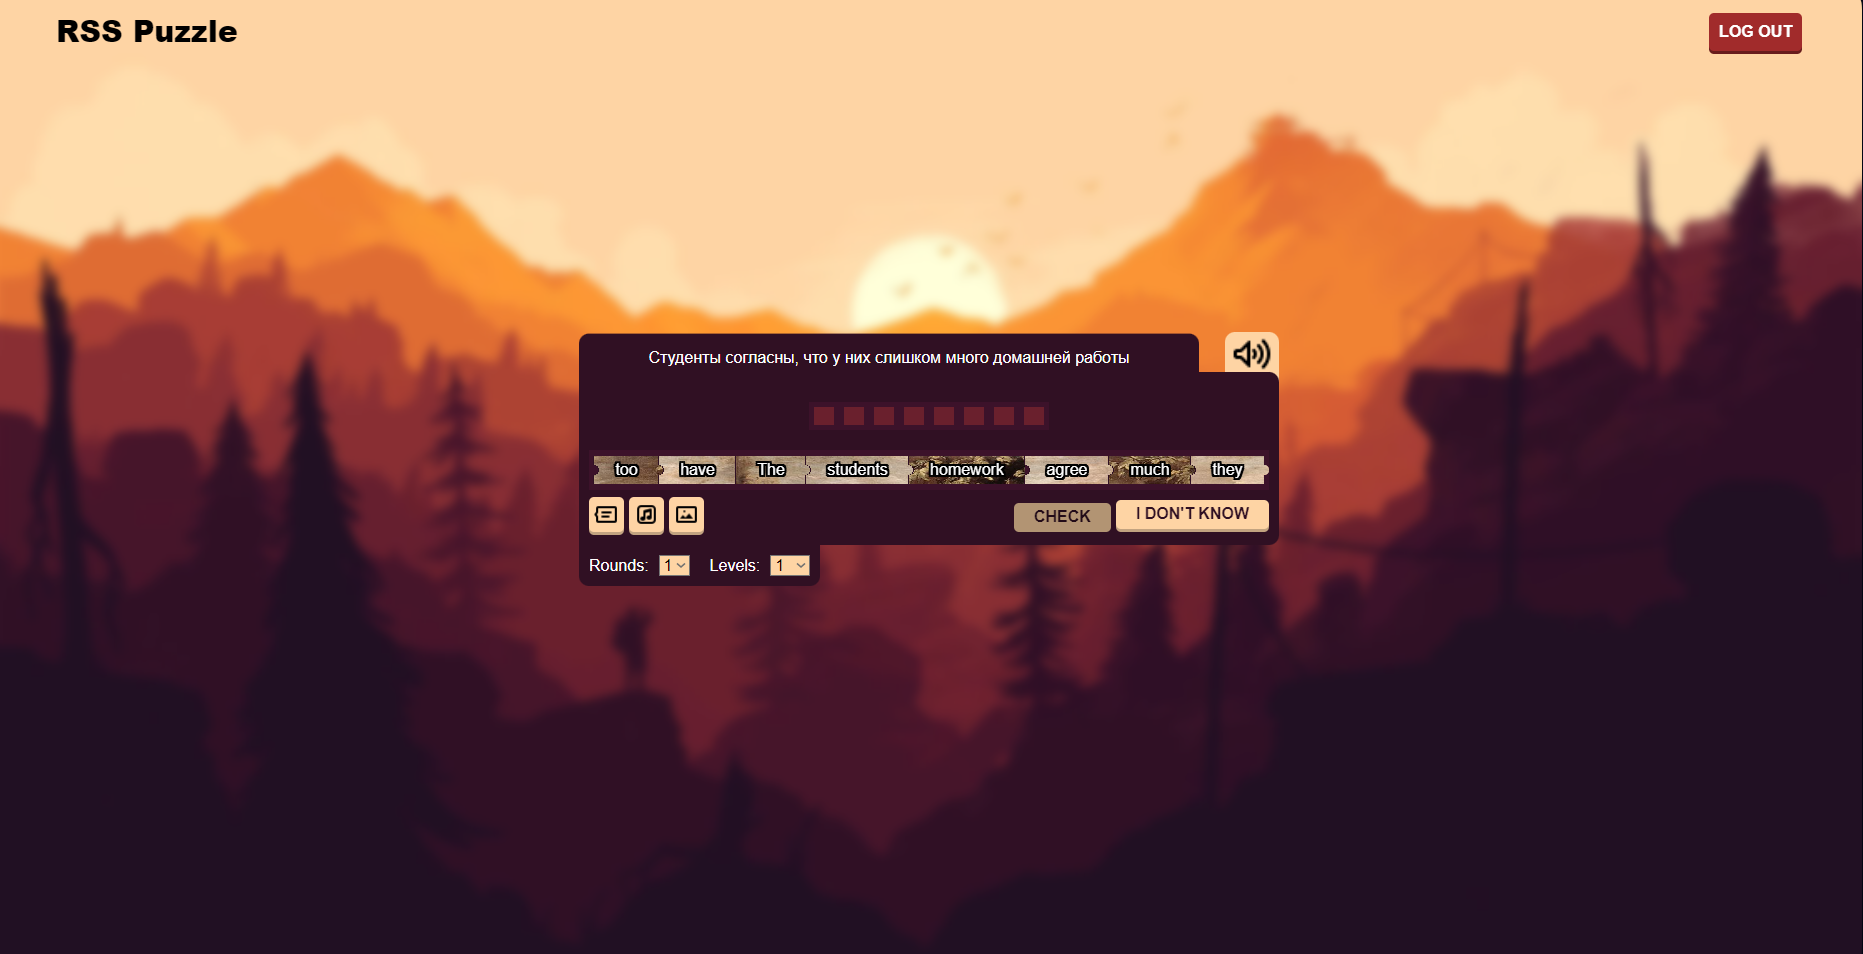 RSS Puzzle
LOG OUT
Студенты согласны, что у них слишком много домашней работы
too have The students homework agree much they
CHECK I DON'T KNOW
Rounds: 1 Levels: 1